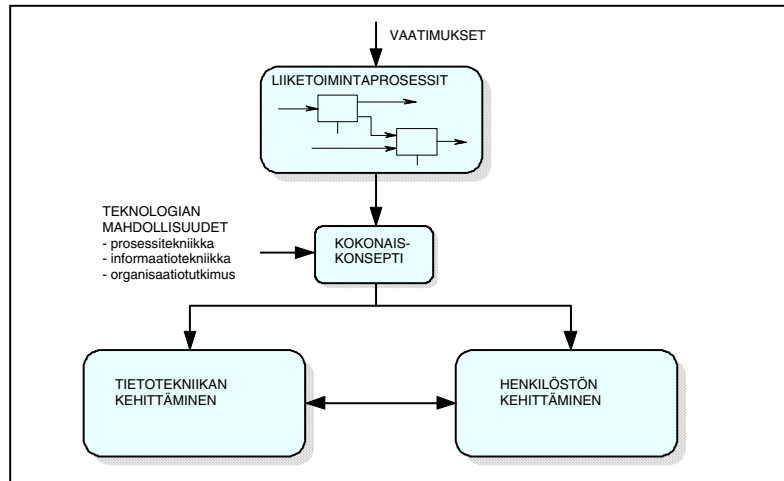 VAATIMUKSET
LIIKETOIMINTAPROSESSIT
TEKNOLOGIAN
MAHDOLLISUUDET
- prosessitekniikka
- informaatiotekniikka
- organisaatiotutkimus
KOKONAIS-
KONSEPTI
TIETOTEKNIIKAN
KEHITTÄMINEN
HENKILÖSTÖN
KEHITTÄMINEN